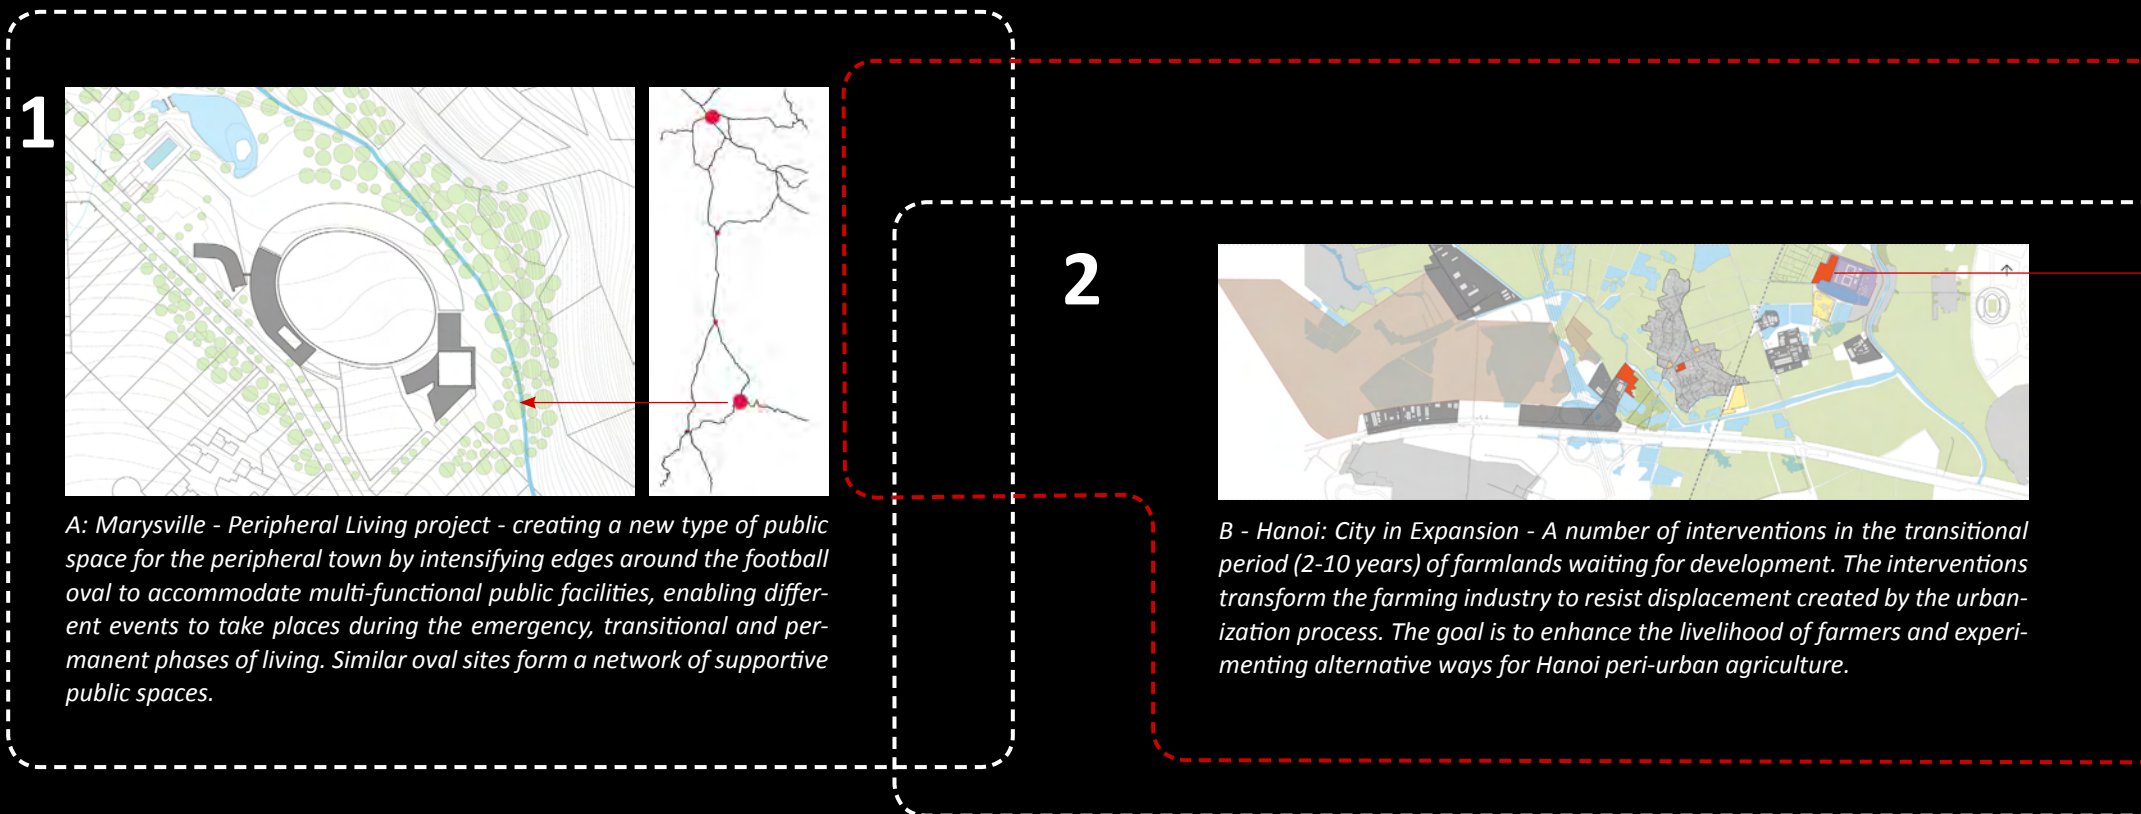 1
A: Marysville - Peripheral Living project - creating a new type of public
space for the peripheral town by intensifying edges around the football
oval to accommodate multi-functional public facilities, enabling differ-
ent events to take places during the emergency, transitional and per-
manent phases of living. Similar oval sites form a network of supportive
public spaces.
2
B - Hanoi: City in Expansion - A number of interventions in the transitional
period (2-10 years) of farmlands waiting for development. The interventions
transform the farming industry to resist displacement created by the urban-
ization process. The goal is to enhance the livelihood of farmers and experi-
menting alternative ways for Hanoi peri-urban agriculture.